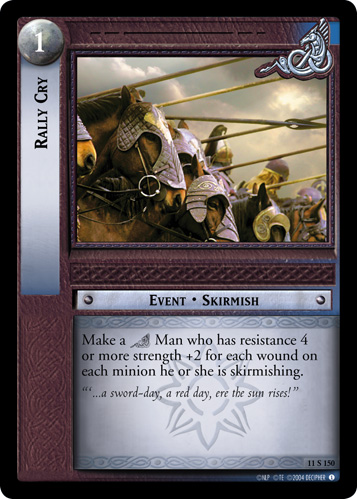 1
Rally Cry
Event • Skirmish
Make a Man who has resistance 4
or more strength +2 for each wound on
each minion he or she is skirmishing.
“‘...a sword-day, a red day, ere the sun rises!’”
11 S 150
©NLP ©TE ©2004 DECIPHER